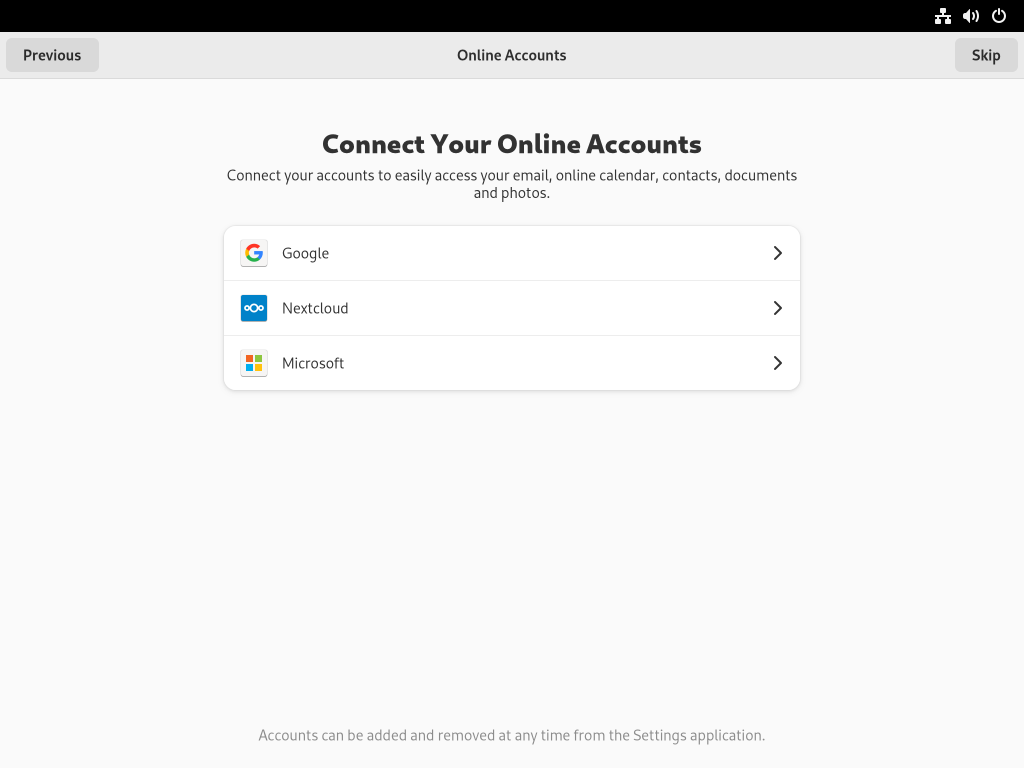 Previous
Online Accounts
Skip
Connect Your Online Accounts
Connect your accounts to easily access your email, online calendar, contacts, documents
and photos.
Google
Nextcloud
Microsoft
Accounts can be added and removed at any time from the Settings application.